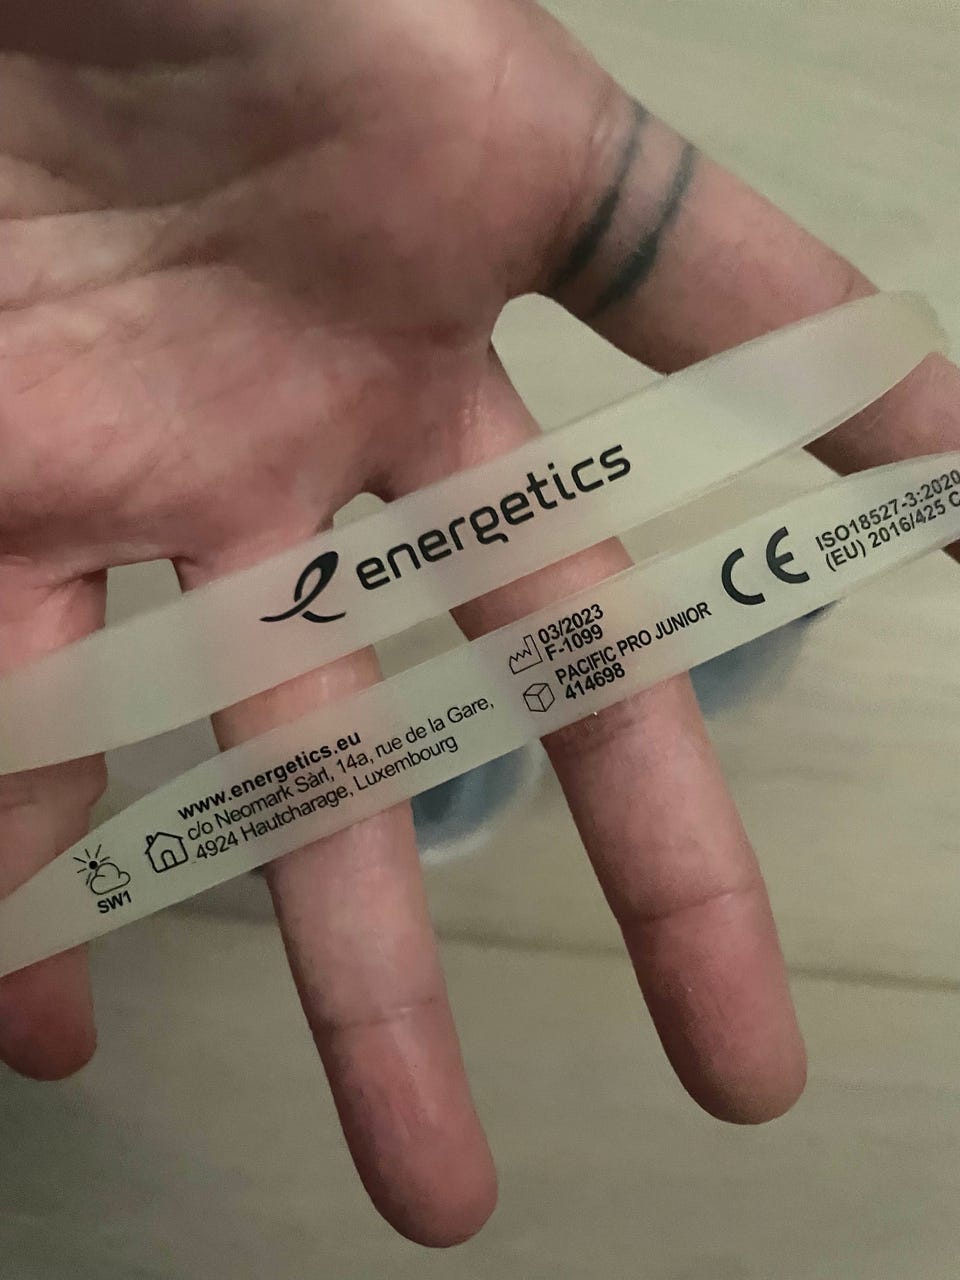 energetics
ISO18527-3:2020
(EU) 2016/425
CE
03/2023
F-1099
PACIFIC PRO JUNIOR
414698
www.energetics.eu
c/o Neomark Sàrl, 14a, rue de la Gare,
4924 Hautcharage, Luxembourg
SW1